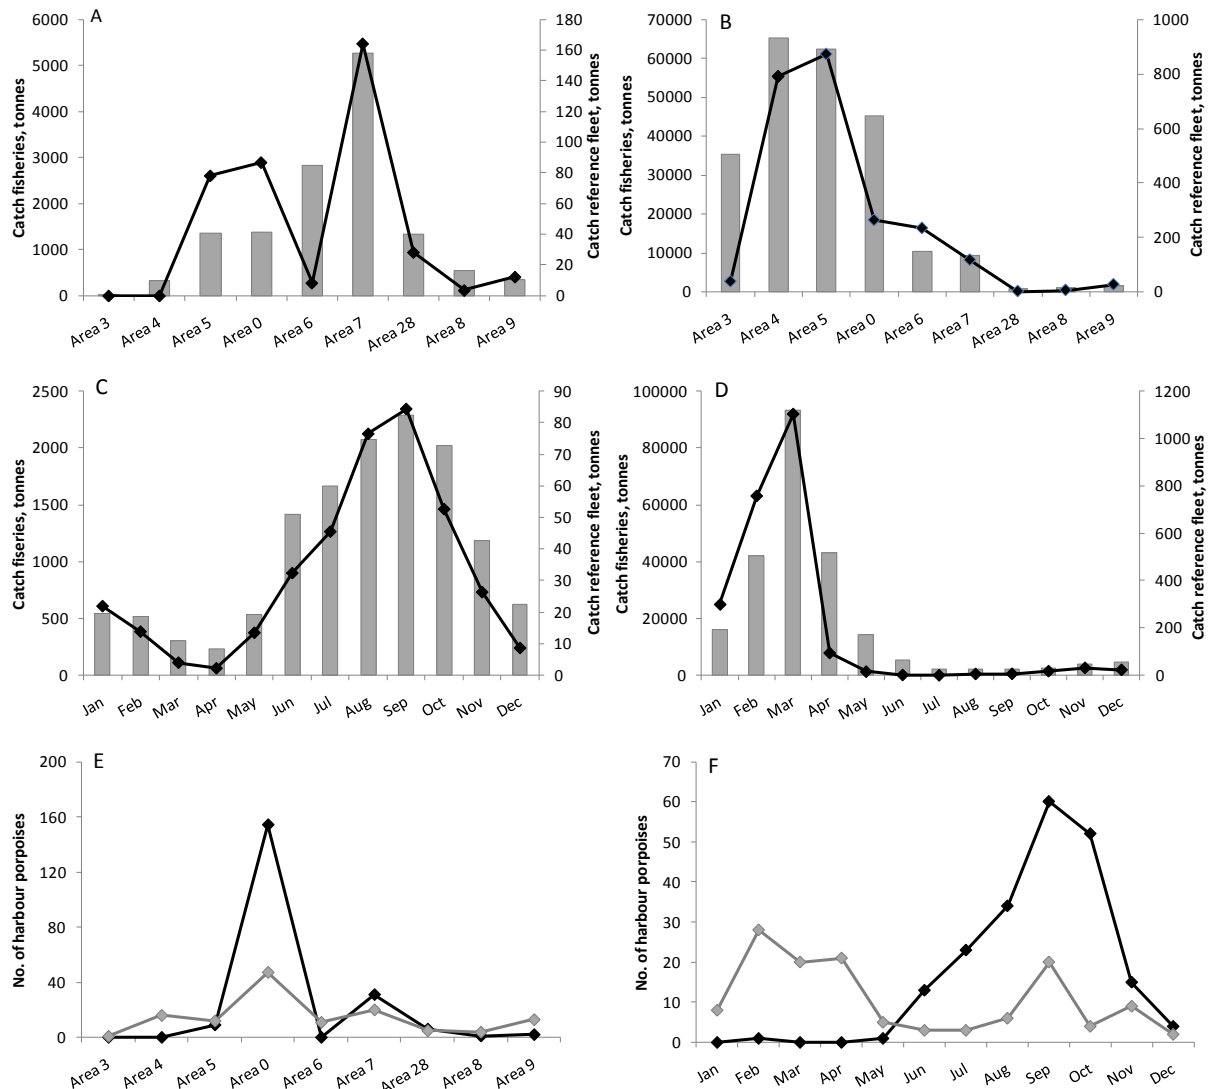 A
Catch fisheries, tonnes
6000
5000
4000
3000
2000
1000
0
180
160
140
120
100
80
60
40
20
0
Catch reference fleet, tonnes
Area 3
Area 4
Area 5
Area 0
Area 6
Area 7
Area 28
Area 8
Area 9
B
Catch fisheries, tonnes
70000
60000
50000
40000
30000
20000
10000
0
1000
800
600
400
200
0
Catch reference fleet, tonnes
Area 3
Area 4
Area 5
Area 0
Area 6
Area 7
Area 28
Area 8
Area 9
C
Catch fiseries, tonnes
2500
2000
1500
1000
500
0
90
80
70
60
50
40
30
20
10
0
Catch reference fleet, tonnes
Jan
Feb
Mar
Apr
May
Jun
Jul
Aug
Sep
Oct
Nov
Dec
D
Catch fisheries, tonnes
100000
80000
60000
40000
20000
0
1200
1000
800
600
400
200
0
Catch reference fleet, tonnes
Jan
Feb
Mar
Apr
May
Jun
Jul
Aug
Sep
Oct
Nov
Dec
E
No. of harbour porpoises
200
160
120
80
40
0
Area 3
Area 4
Area 5
Area 0
Area 6
Area 7
Area 28
Area 8
Area 9
F
No. of harbour porpoises
70
60
50
40
30
20
10
0
Jan
Feb
Mar
Apr
May
Jun
Jul
Aug
Sep
Oct
Nov
Dec